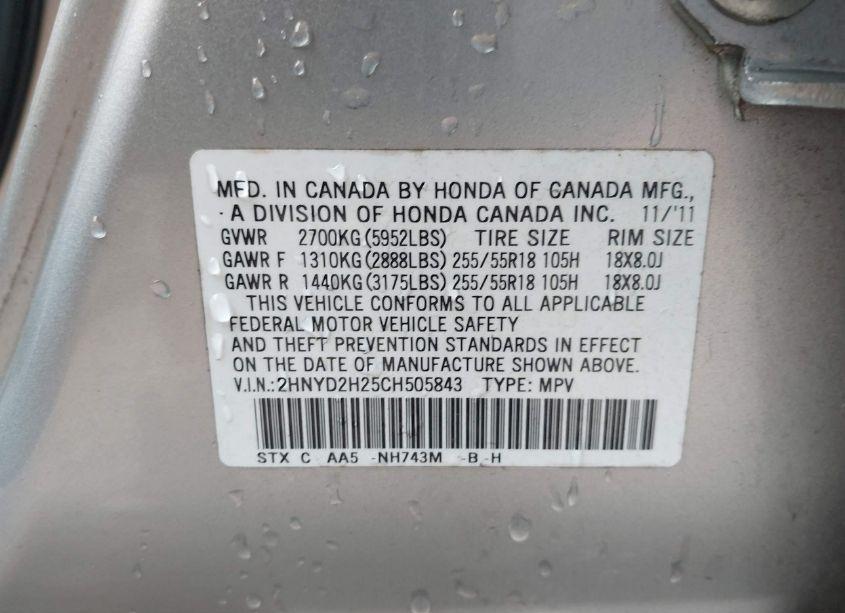 MFD. IN CANADA BY HONDA OF CANADA MFG.,
A DIVISION OF HONDA CANADA INC. 11/'11
GVWR 2700KG(5952LBS) TIRE SIZE RIM SIZE
GAWR F 1310KG(2888LBS) 255/55R18 105H 18X8.0J
GAWR R 1440KG(3175LBS) 255/55R18 105H 18X8.0J
THIS VEHICLE CONFORMS TO ALL APPLICABLE
FEDERAL MOTOR VEHICLE SAFETY
AND THEFT PREVENTION STANDARDS IN EFFECT
ON THE DATE OF MANUFACTURE SHOWN ABOVE.
V.I.N.:2HNYD2H25CH505843 TYPE: MPV
STX C AA5 -NH743M -B -H